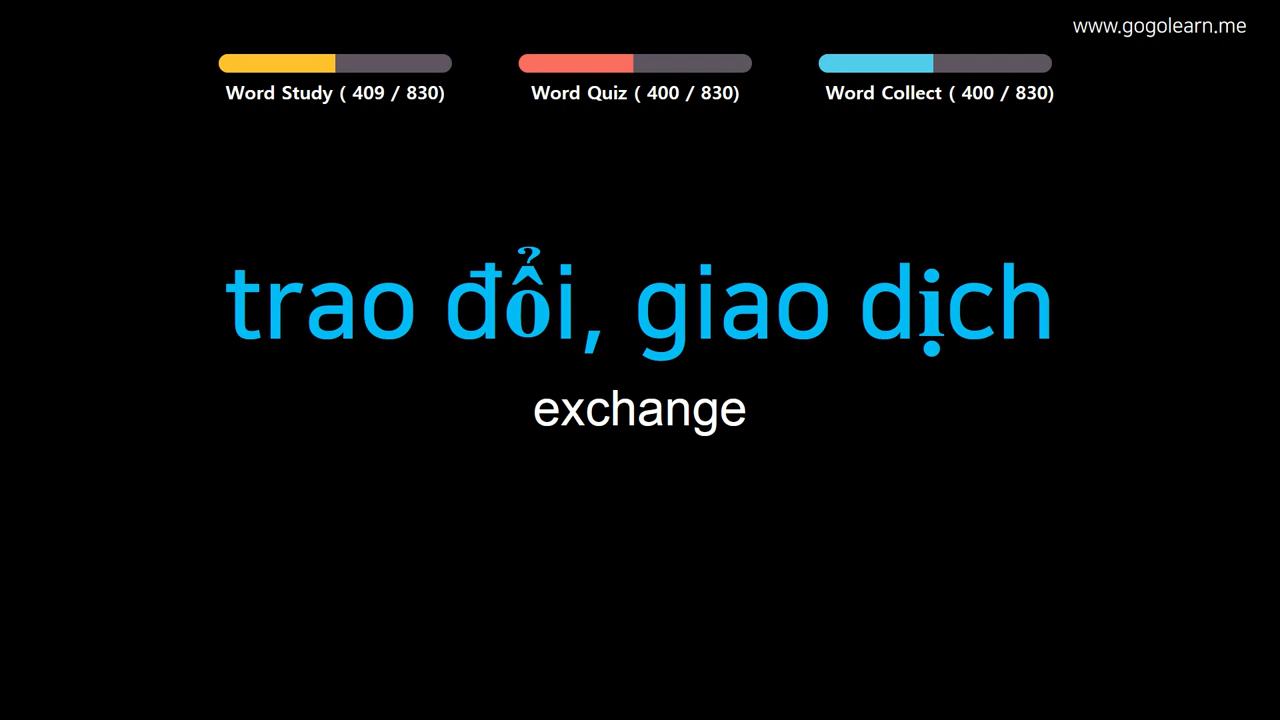 www.gogolearn.me
Word Study ( 409 / 830)
Word Quiz ( 400 / 830)
Word Collect ( 400 / 830)
trao đổi, giao dịch
exchange